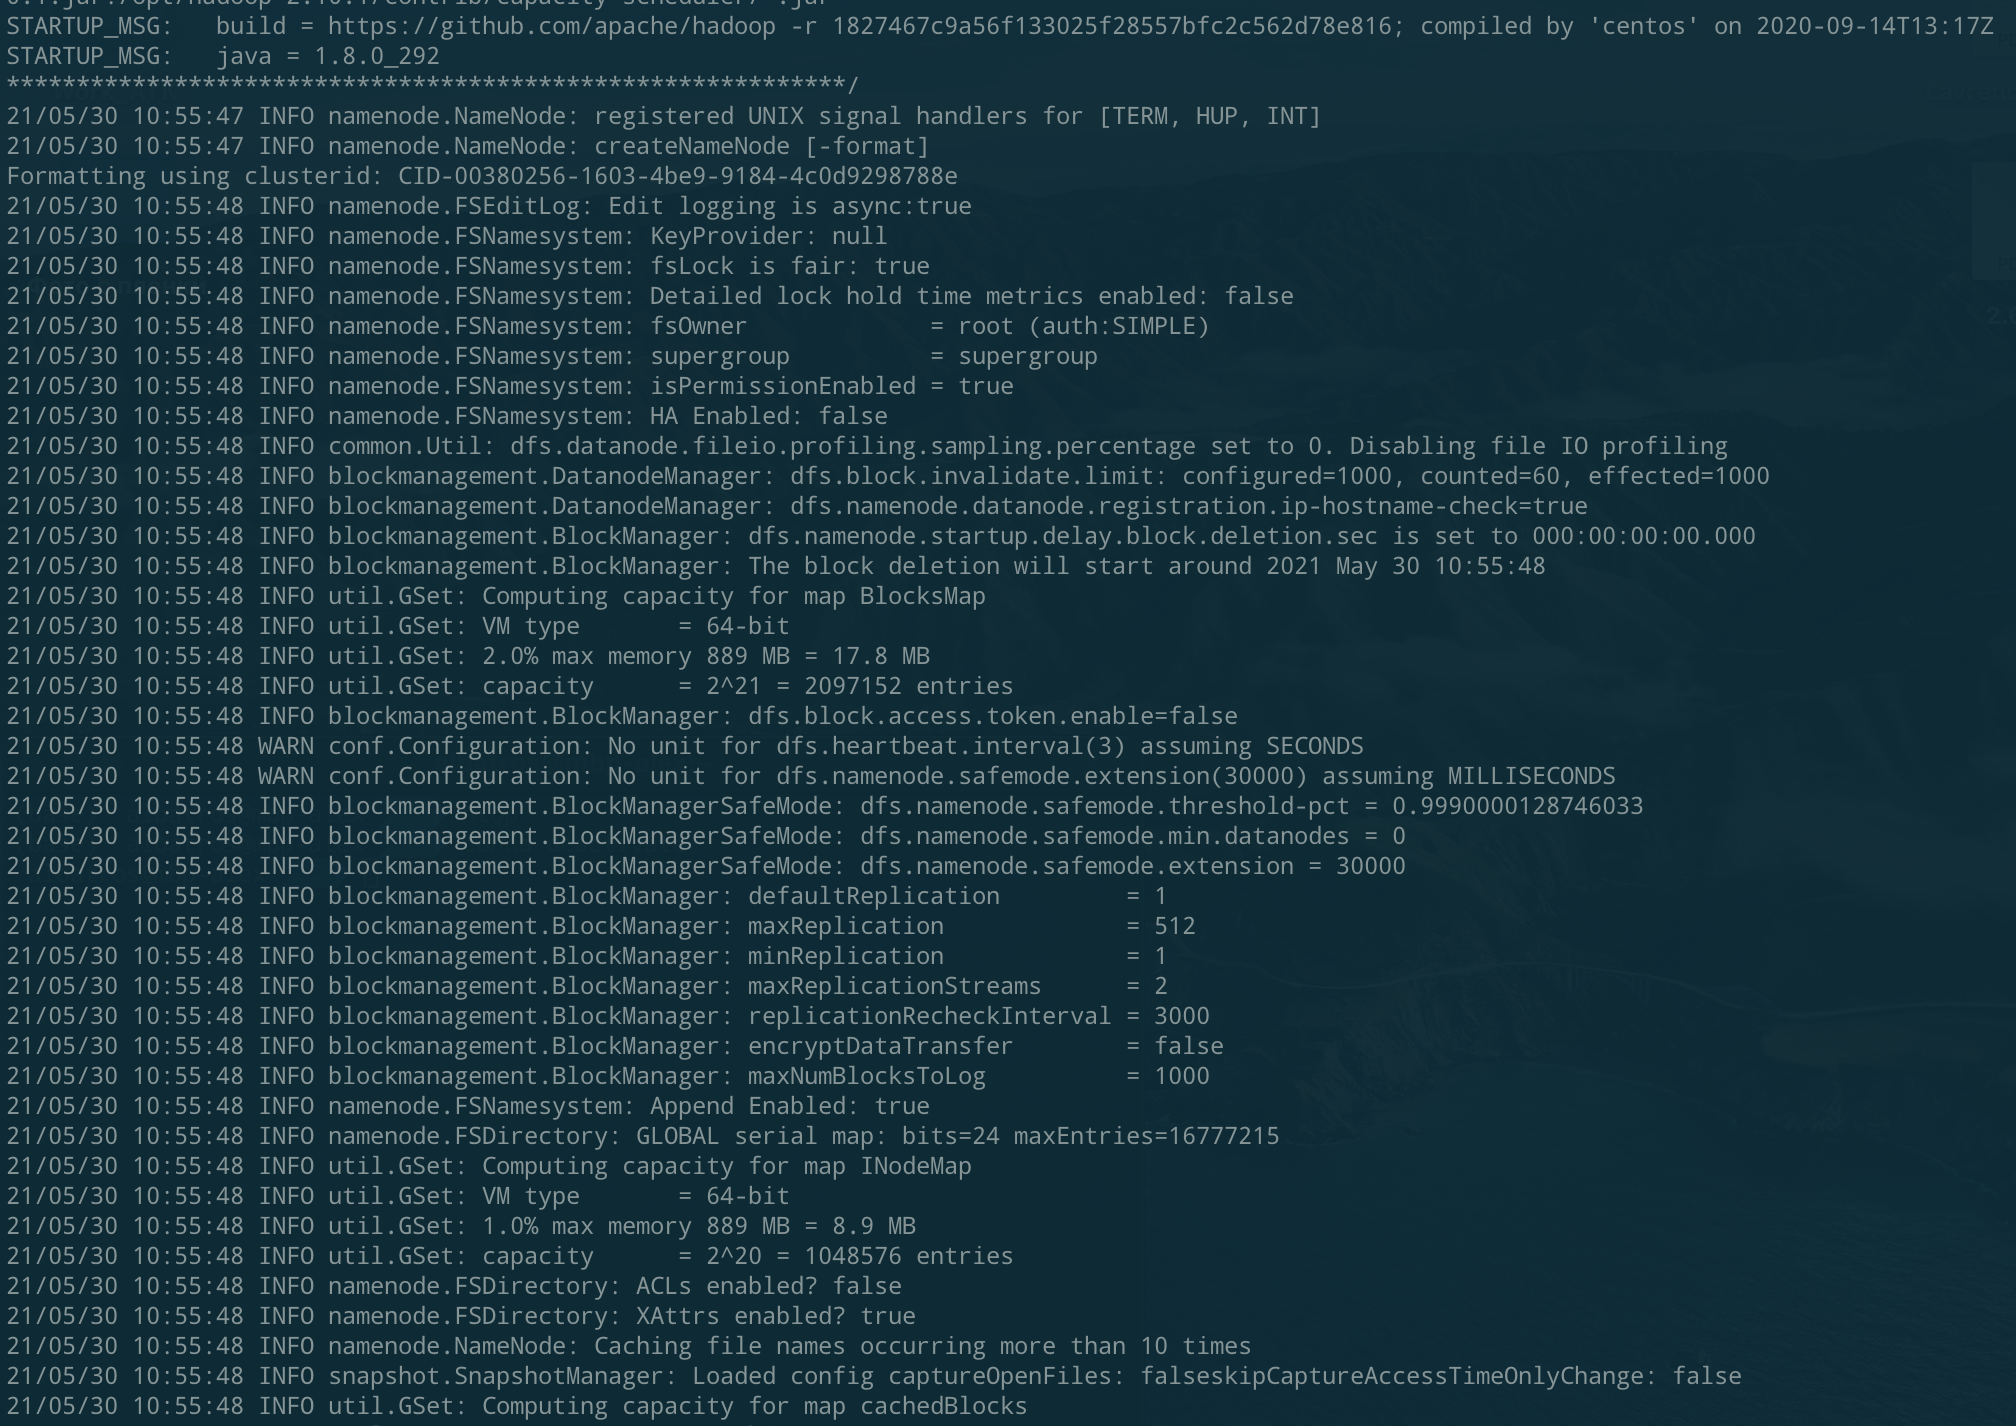 STARTUP_MSG:   build = https://github.com/apache/hadoop -r 1827467c9a56f133025f28557bfc2c562d78e816; compiled by 'centos' on 2020-09-14T13:17Z
STARTUP_MSG:   java = 1.8.0_292
************************************************************/
21/05/30 10:55:47 INFO namenode.NameNode: registered UNIX signal handlers for [TERM, HUP, INT]
21/05/30 10:55:47 INFO namenode.NameNode: createNameNode [-format]
Formatting using clusterid: CID-00380256-1603-4be9-9184-4c0d9298788e
21/05/30 10:55:48 INFO namenode.FSEditLog: Edit logging is async:true
21/05/30 10:55:48 INFO namenode.FSNamesystem: KeyProvider: null
21/05/30 10:55:48 INFO namenode.FSNamesystem: fsLock is fair: true
21/05/30 10:55:48 INFO namenode.FSNamesystem: Detailed lock hold time metrics enabled: false
21/05/30 10:55:48 INFO namenode.FSNamesystem: fsOwner             = root (auth:SIMPLE)
21/05/30 10:55:48 INFO namenode.FSNamesystem: supergroup          = supergroup
21/05/30 10:55:48 INFO namenode.FSNamesystem: isPermissionEnabled = true
21/05/30 10:55:48 INFO namenode.FSNamesystem: HA Enabled: false
21/05/30 10:55:48 INFO common.Util: dfs.datanode.fileio.profiling.sampling.percentage set to 0. Disabling file IO profiling
21/05/30 10:55:48 INFO blockmanagement.DatanodeManager: dfs.block.invalidate.limit: configured=1000, counted=60, effected=1000
21/05/30 10:55:48 INFO blockmanagement.DatanodeManager: dfs.namenode.datanode.registration.ip-hostname-check=true
21/05/30 10:55:48 INFO blockmanagement.BlockManager: dfs.namenode.startup.delay.block.deletion.sec is set to 000:00:00:00.000
21/05/30 10:55:48 INFO blockmanagement.BlockManager: The block deletion will start around 2021 May 30 10:55:48
21/05/30 10:55:48 INFO util.GSet: Computing capacity for map BlocksMap
21/05/30 10:55:48 INFO util.GSet: VM type       = 64-bit
21/05/30 10:55:48 INFO util.GSet: 2.0% max memory 889 MB = 17.8 MB
21/05/30 10:55:48 INFO util.GSet: capacity      = 2^21 = 2097152 entries
21/05/30 10:55:48 INFO blockmanagement.BlockManager: dfs.block.access.token.enable=false
21/05/30 10:55:48 WARN conf.Configuration: No unit for dfs.heartbeat.interval(3) assuming SECONDS
21/05/30 10:55:48 WARN conf.Configuration: No unit for dfs.namenode.safemode.extension(30000) assuming MILLISECONDS
21/05/30 10:55:48 INFO blockmanagement.BlockManagerSafeMode: dfs.namenode.safemode.threshold-pct = 0.9990000128746033
21/05/30 10:55:48 INFO blockmanagement.BlockManagerSafeMode: dfs.namenode.safemode.min.datanodes = 0
21/05/30 10:55:48 INFO blockmanagement.BlockManagerSafeMode: dfs.namenode.safemode.extension = 30000
21/05/30 10:55:48 INFO blockmanagement.BlockManager: defaultReplication         = 1
21/05/30 10:55:48 INFO blockmanagement.BlockManager: maxReplication             = 512
21/05/30 10:55:48 INFO blockmanagement.BlockManager: minReplication             = 1
21/05/30 10:55:48 INFO blockmanagement.BlockManager: maxReplicationStreams      = 2
21/05/30 10:55:48 INFO blockmanagement.BlockManager: replicationRecheckInterval = 3000
21/05/30 10:55:48 INFO blockmanagement.BlockManager: encryptDataTransfer        = false
21/05/30 10:55:48 INFO blockmanagement.BlockManager: maxNumBlocksToLog          = 1000
21/05/30 10:55:48 INFO namenode.FSNamesystem: Append Enabled: true
21/05/30 10:55:48 INFO namenode.FSDirectory: GLOBAL serial map: bits=24 maxEntries=16777215
21/05/30 10:55:48 INFO util.GSet: Computing capacity for map INodeMap
21/05/30 10:55:48 INFO util.GSet: VM type       = 64-bit
21/05/30 10:55:48 INFO util.GSet: 1.0% max memory 889 MB = 8.9 MB
21/05/30 10:55:48 INFO util.GSet: capacity      = 2^20 = 1048576 entries
21/05/30 10:55:48 INFO namenode.FSDirectory: ACLs enabled? false
21/05/30 10:55:48 INFO namenode.FSDirectory: XAttrs enabled? true
21/05/30 10:55:48 INFO namenode.NameNode: Caching file names occurring more than 10 times
21/05/30 10:55:48 INFO snapshot.SnapshotManager: Loaded config captureOpenFiles: falseskipCaptureAccessTimeOnlyChange: false
21/05/30 10:55:48 INFO util.GSet: Computing capacity for map cachedBlocks